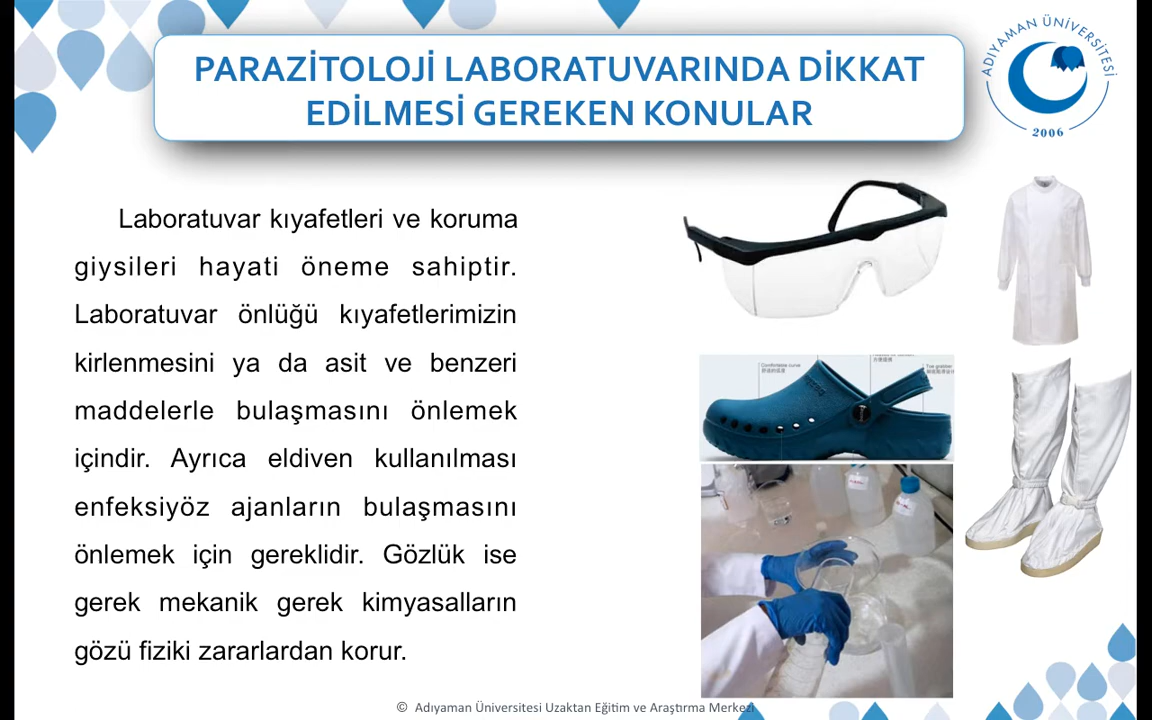 PARAZİTOLOJİ LABORATUVARINDA DİKKAT
EDİLMESİ GEREKEN KONULAR
ADIYAMAN ÜNİVERSİTESİ
2006
Laboratuvar kıyafetleri ve koruma
giysileri hayati öneme sahiptir.
Laboratuvar önlüğü kıyafetlerimizin
kirlenmesini ya da asit ve benzeri
maddelerle bulaşmasını önlemek
içindir. Ayrıca eldiven kullanılması
enfeksiyöz ajanların bulaşmasını
önlemek için gereklidir. Gözlük ise
gerek mekanik gerek kimyasalların
gözü fiziki zararlardan korur.
Comfortable curve
© Adıyaman Üniversitesi Uzaktan Eğitim ve Araştırma Merkezi